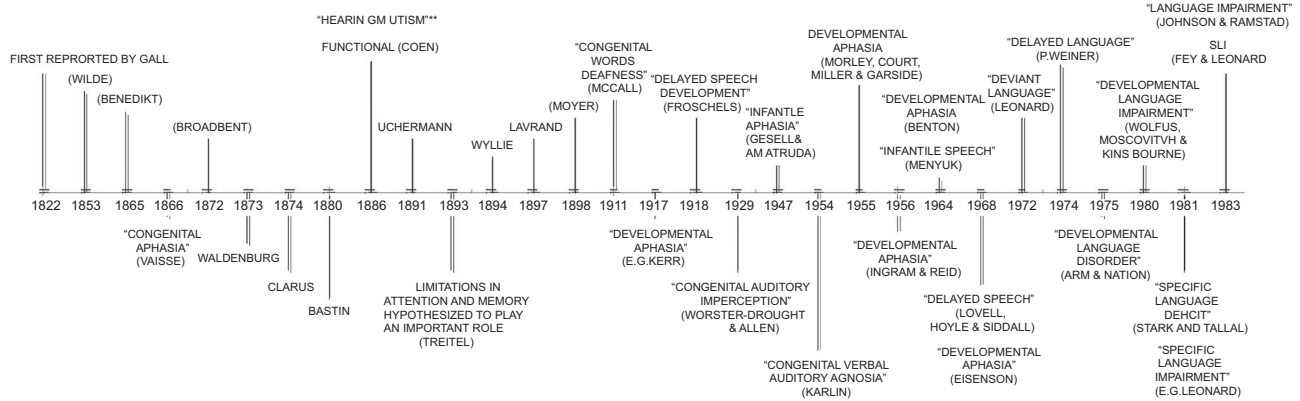 "LANGUAGE IMPAIRMENT"
(JOHNSON & RAMSTAD)
"HEARIN GM UTISM"**
FUNCTIONAL (COEN)
FIRST REPRORTED BY GALL
(WILDE)
(BENEDIKT)
(BROADBENT)
UCHERMANN
WYLLIE
LAVRAND
(MOYER)
"CONGENITAL
WORDS
DEAFNESS"
(MCCALL)
"DELAYED SPEECH
DEVELOPMENT"
(FROSCHELS)
"INFANTLE
APHASIA"
(GESELL&
AM ATRUDA)
DEVELOPMENTAL
APHASIA
(MORLEY, COURT,
MILLER & GARSIDE)
"DEVELOPMENTAL
APHASIA
(BENTON)
"INFANTILE SPEECH"
(MENYUK)
"DEVIANT
LANGUAGE"
(LEONARD)
"DELAYED LANGUAGE"
(P.WEINER)
"DEVELOPMENTAL
LANGUAGE
IMPAIRMENT"
(WOLFUS,
MOSCOVITVH &
& KINS BOURNE)
SLI
(FEY & LEONARD
1822 1853 1865 1866 1872 1873 1874 1880 1886 1891 1893 1894 1897 1898 1911 1917 1918 1929 1947 1954 1955 1956 1964 1968 1972 1974 1975 1980 1981 1983
"CONGENITAL
APHASIA"
(VAISSE)
WALDENBURG
CLARUS
BASTIN
LIMITATIONS IN
ATTENTION AND MEMORY
HYPOTHESIZED TO PLAY
AN IMPORTANT ROLE
(TREITEL)
"DEVELOPMENTAL
APHASIA"
(E.G.KERR)
"CONGENITAL AUDITORY
IMPERCEPTION"
(WORSTER-DROUGHT
& ALLEN)
"CONGENITAL VERBAL
AUDITORY AGNOSIA"
(KARLIN)
"DEVELOPMENTAL
APHASIA"
(INGRAM & REID)
"DELAYED SPEECH"
(LOVELL,
HOYLE & SIDDALL)
"DEVELOPMENTAL
APHASIA"
(EISENSON)
"DEVELOPMENTAL
LANGUAGE
DISORDER"
(ARM & NATION)
"SPECIFIC
LANGUAGE
DEHCIT"
(STARK AND TALLAL)
"SPECIFIC
LANGUAGE
IMPAIRMENT"
(E.G.LEONARD)